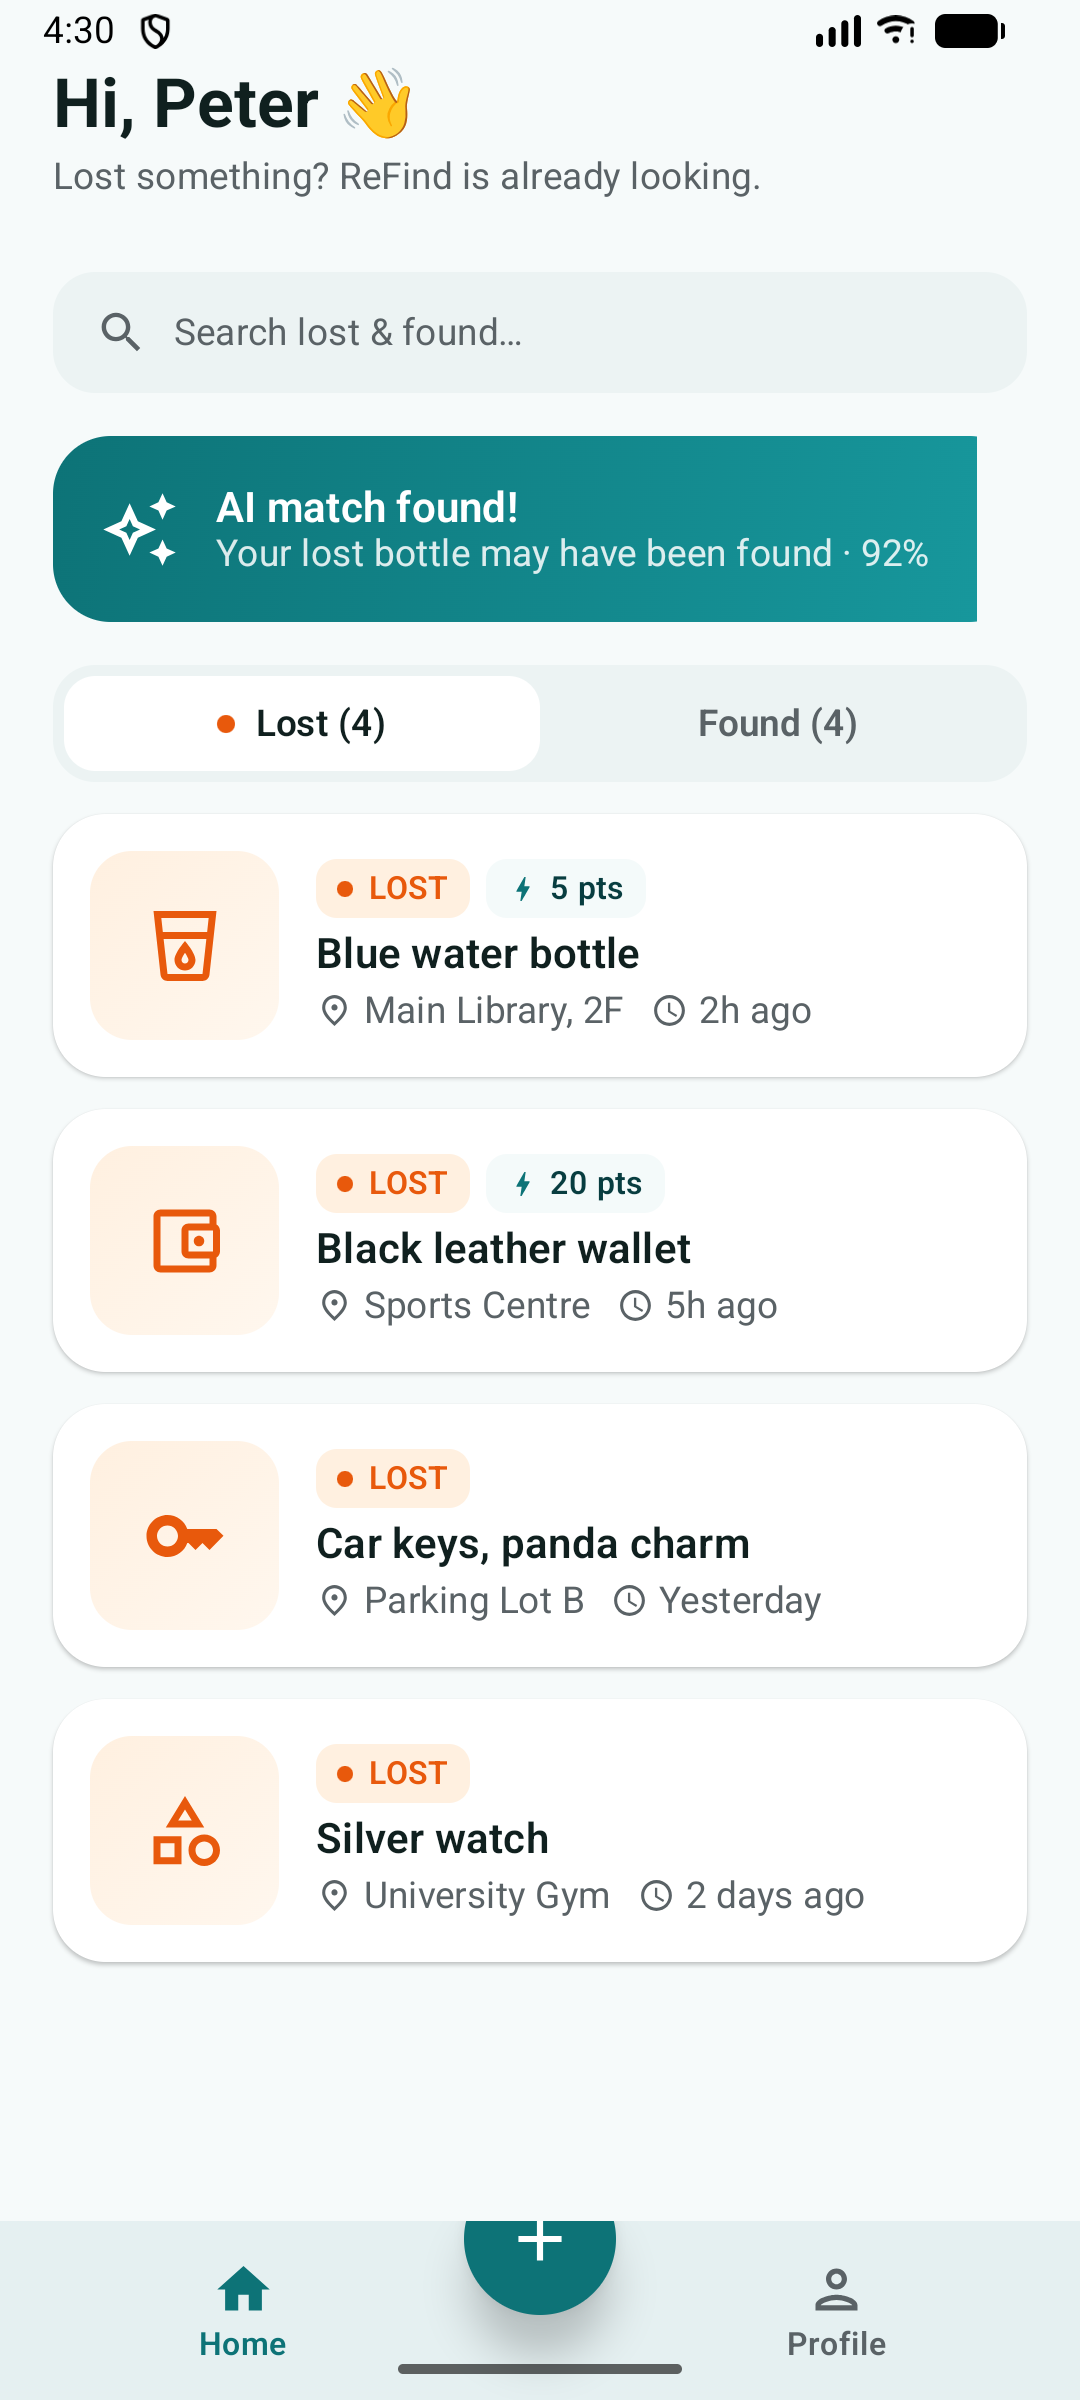 4:30
Hi, Peter 👋
Lost something? ReFind is already looking.
Search lost & found...
AI match found!
Your lost bottle may have been found · 92%
Lost (4)
Found (4)
LOST
5 pts
Blue water bottle
Main Library, 2F
2h ago
LOST
20 pts
Black leather wallet
Sports Centre
5h ago
LOST
Car keys, panda charm
Parking Lot B
Yesterday
LOST
Silver watch
University Gym
2 days ago
Home
Profile